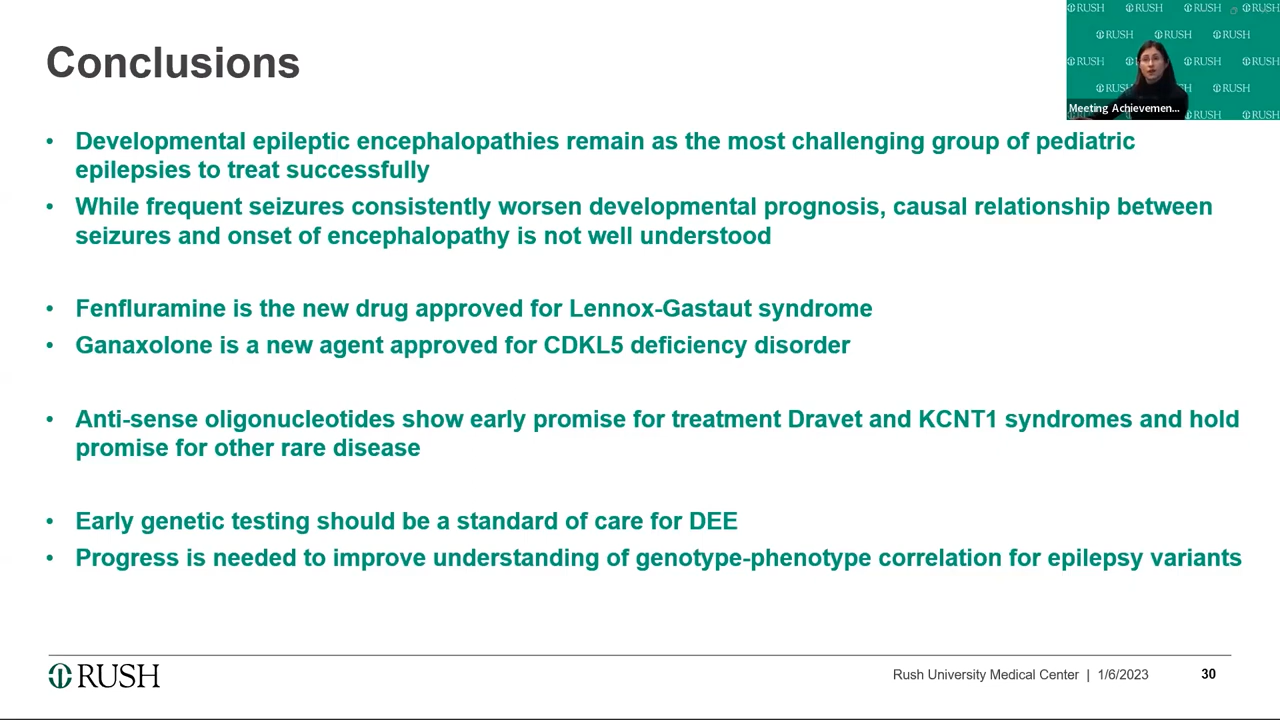 Conclusions
• Developmental epileptic encephalopathies remain as the most challenging group of pediatric
epilepsies to treat successfully
• While frequent seizures consistently worsen developmental prognosis, causal relationship between
seizures and onset of encephalopathy is not well understood
• Fenfluramine is the new drug approved for Lennox-Gastaut syndrome
• Ganaxolone is a new agent approved for CDKL5 deficiency disorder
• Anti-sense oligonucleotides show early promise for treatment Dravet and KCNT1 syndromes and hold
promise for other rare disease
• Early genetic testing should be a standard of care for DEE
• Progress is needed to improve understanding of genotype-phenotype correlation for epilepsy variants
RUSH
Rush University Medical Center | 1/6/2023 30
RUSH RUSH RUSH RUSH
RUSH RUSH RUSH
RUSH RUSH RUSH
RUSH RUSH
Meeting Achievemen... RUSH RUSH